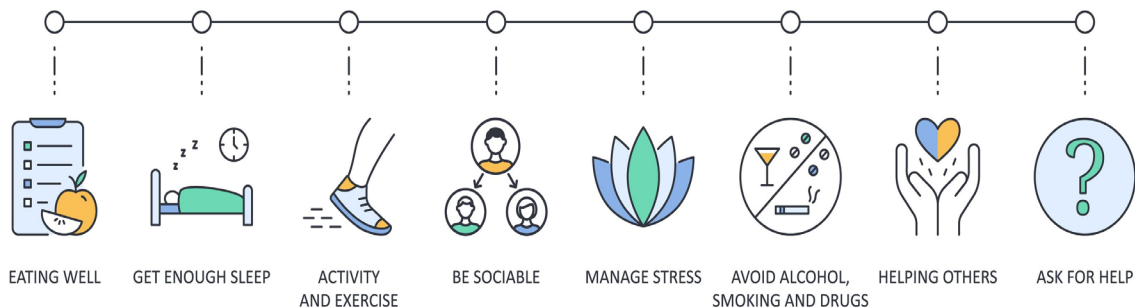 z
z
z
z
EATING WELL
GET ENOUGH SLEEP
ACTIVITY
AND EXERCISE
BE SOCIABLE
MANAGE STRESS
AVOID ALCOHOL,
SMOKING AND DRUGS
HELPING OTHERS
?
ASK FOR HELP